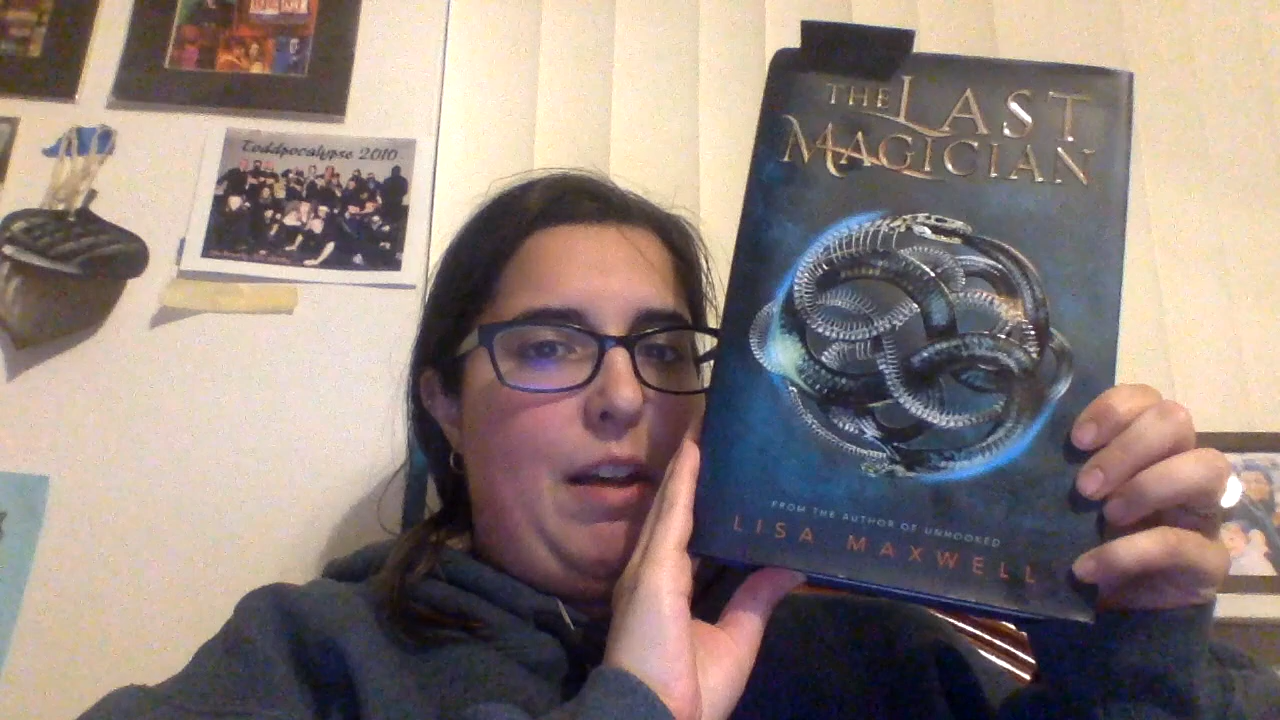 Toddpocalypse 2010
THE LAST
MAGICIAN
FROM THE AUTHOR OF UNHOOKED
LISA MAXWELL